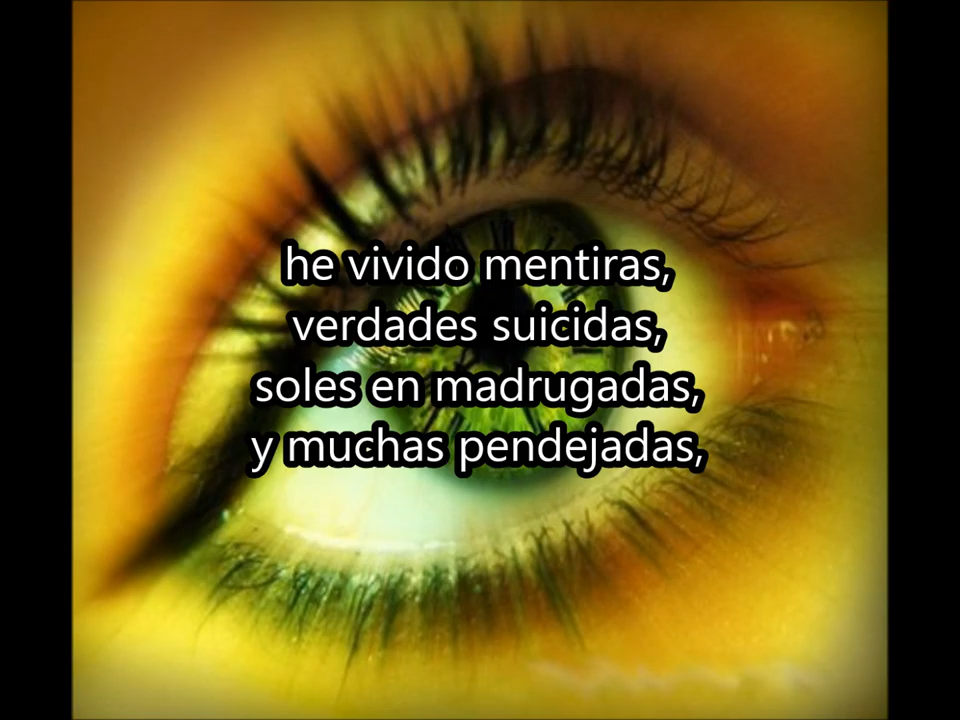 he vivido mentiras,
verdades suicidas,
soles en madrugadas,
y muchas pendejadas,